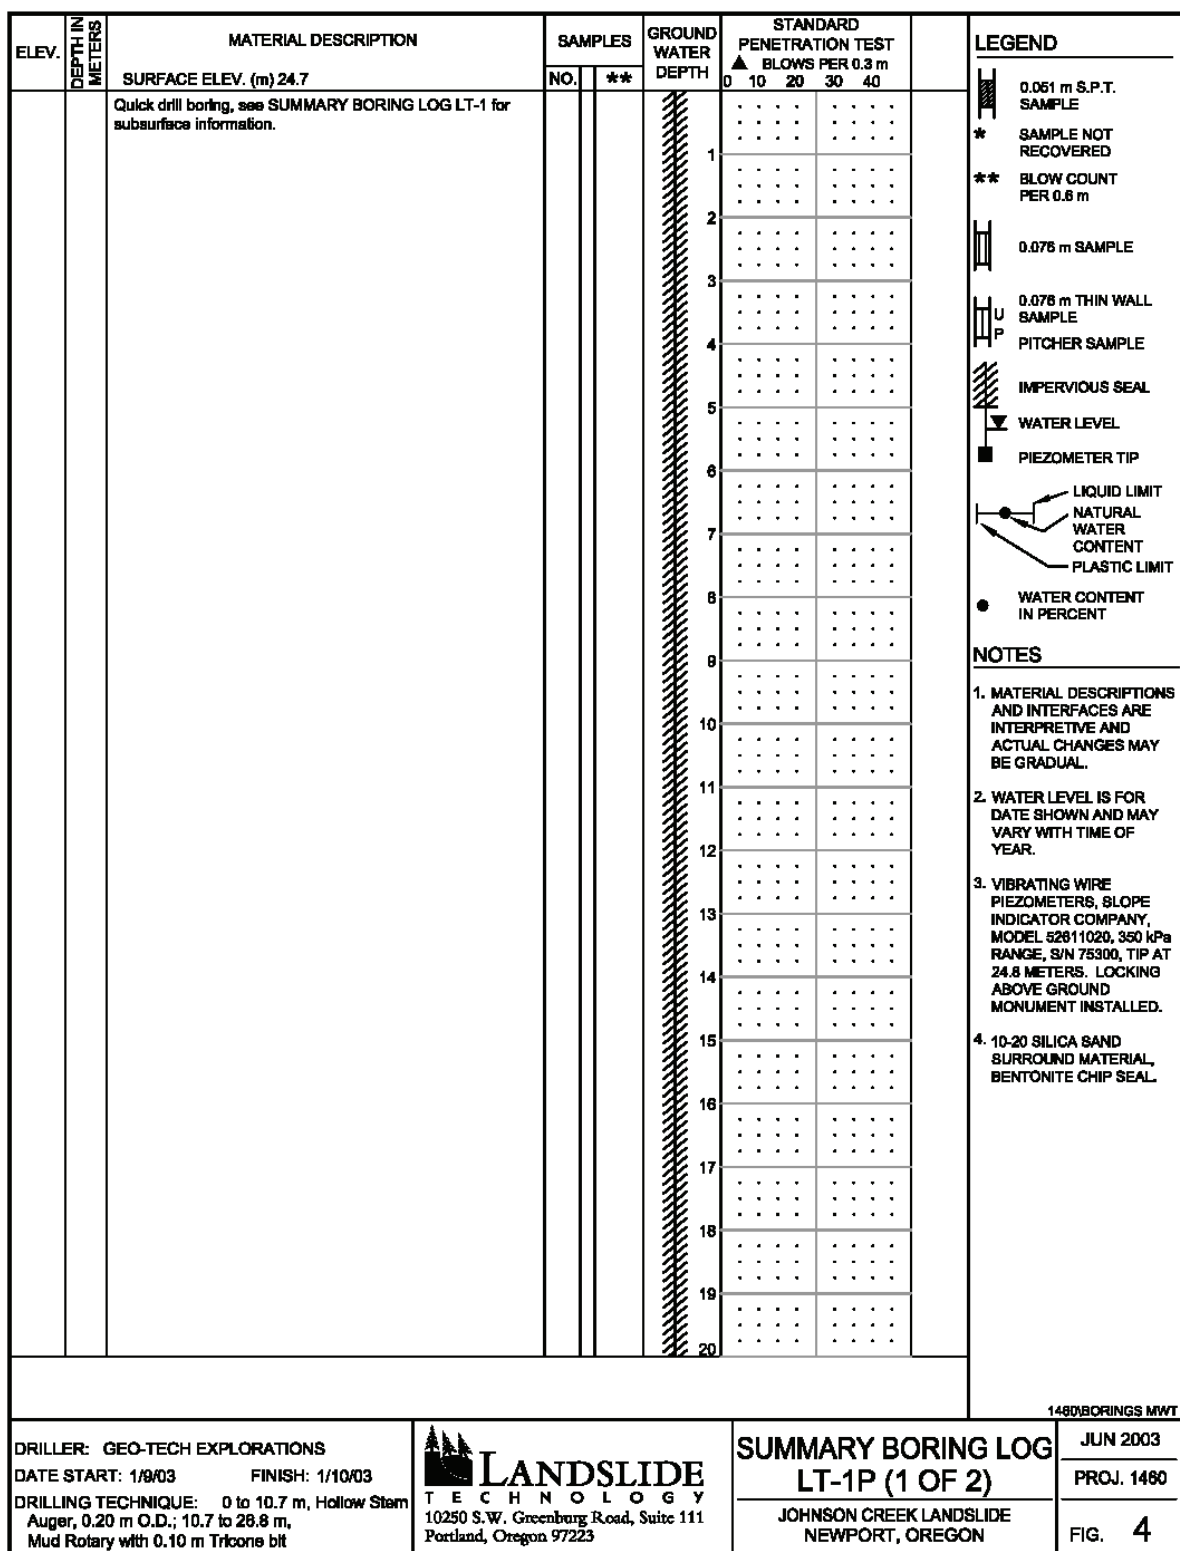 ELEV.
DEPTH IN
METERS
MATERIAL DESCRIPTION
SURFACE ELEV. (m) 24.7
SAMPLES
NO.
**
GROUND
WATER
DEPTH
STANDARD
PENETRATION TEST
▲ BLOWS PER 0.3 m
0 10 20 30 40
Quick drill boring, see SUMMARY BORING LOG LT-1 for
subsurface information.
1
2
3
4
5
6
7
8
9
10
11
12
13
14
15
16
17
18
19
20
LEGEND
0.051 m S.P.T.
SAMPLE
* SAMPLE NOT
RECOVERED
** BLOW COUNT
PER 0.6 m
0.076 m SAMPLE
0.076 m THIN WALL
U SAMPLE
P PITCHER SAMPLE
IMPERVIOUS SEAL
WATER LEVEL
PIEZOMETER TIP
LIQUID LIMIT
NATURAL
WATER
CONTENT
PLASTIC LIMIT
WATER CONTENT
IN PERCENT
NOTES
1. MATERIAL DESCRIPTIONS
AND INTERFACES ARE
INTERPRETIVE AND
ACTUAL CHANGES MAY
BE GRADUAL.
2. WATER LEVEL IS FOR
DATE SHOWN AND MAY
VARY WITH TIME OF
YEAR.
3. VIBRATING WIRE
PIEZOMETERS, SLOPE
INDICATOR COMPANY,
MODEL 52611020, 350 kPa
RANGE, S/N 75300, TIP AT
24.8 METERS. LOCKING
ABOVE GROUND
MONUMENT INSTALLED.
4. 10-20 SILICA SAND
SURROUND MATERIAL,
BENTONITE CHIP SEAL.
1460\BORINGS MWT
DRILLER: GEO-TECH EXPLORATIONS
DATE START: 1/9/03 FINISH: 1/10/03
DRILLING TECHNIQUE: 0 to 10.7 m, Hollow Stem
Auger, 0.20 m O.D.; 10.7 to 26.8 m,
Mud Rotary with 0.10 m Tricone bit
LANDSLIDE
TECHNOLOGY
10250 S.W. Greenburg Road, Suite 111
Portland, Oregon 97223
SUMMARY BORING LOG
LT-1P (1 OF 2)
JOHNSON CREEK LANDSLIDE
NEWPORT, OREGON
JUN 2003
PROJ. 1460
FIG. 4